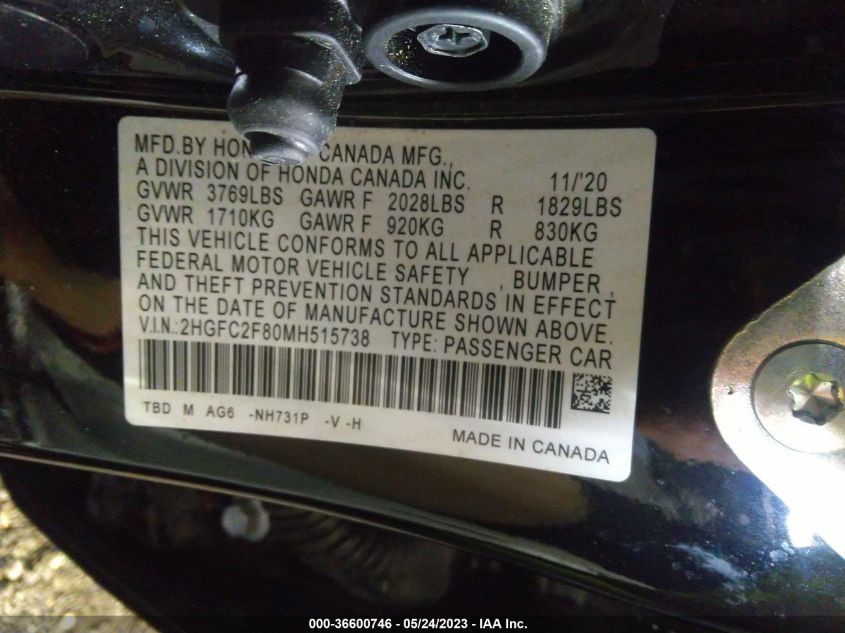 MFD.BY HON CANADA MFG.,
A DIVISION OF HONDA CANADA INC. 11/'20
GVWR 3769LBS GAWR F 2028LBS R 1829LBS
GVWR 1710KG GAWR F 920KG R 830KG
THIS VEHICLE CONFORMS TO ALL APPLICABLE
FEDERAL MOTOR VEHICLE SAFETY , BUMPER ,
AND THEFT PREVENTION STANDARDS IN EFFECT
ON THE DATE OF MANUFACTURE SHOWN ABOVE.
V.I.N.:2HGFC2F80MH515738 TYPE: PASSENGER CAR
TBD M AG6 -NH731P -V -H
MADE IN CANADA
000-36600746 - 05/24/2023 - IAA Inc.